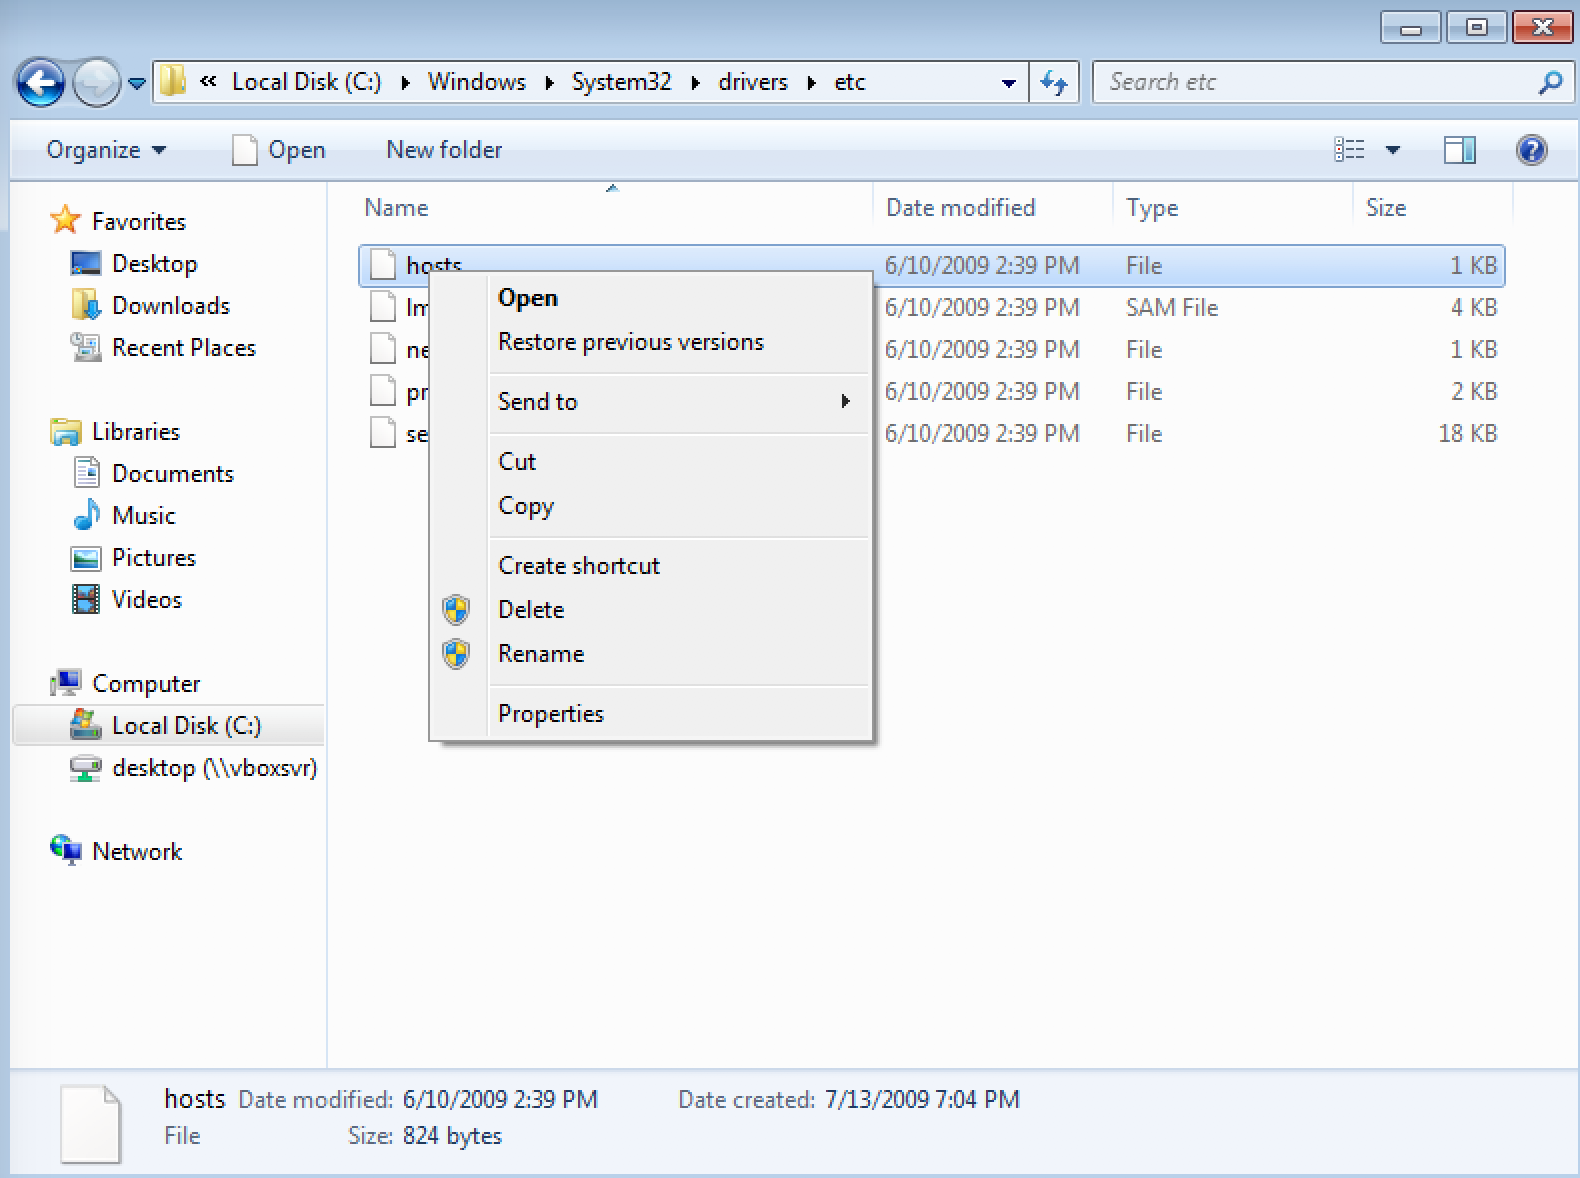 « Local Disk (C:) Windows System32 drivers etc Search etc
Organize Open New folder
Name Date modified Type Size
Favorites
Desktop
Downloads
Recent Places
Libraries
Documents
Music
Pictures
Videos
Computer
Local Disk (C:)
desktop (\\vboxsvr)
Network
hosts 6/10/2009 2:39 PM File 1 KB
lm 6/10/2009 2:39 PM SAM File 4 KB
ne 6/10/2009 2:39 PM File 1 KB
pr 6/10/2009 2:39 PM File 2 KB
se 6/10/2009 2:39 PM File 18 KB
Open
Restore previous versions
Send to
Cut
Copy
Create shortcut
Delete
Rename
Properties
hosts Date modified: 6/10/2009 2:39 PM Date created: 7/13/2009 7:04 PM
File Size: 824 bytes